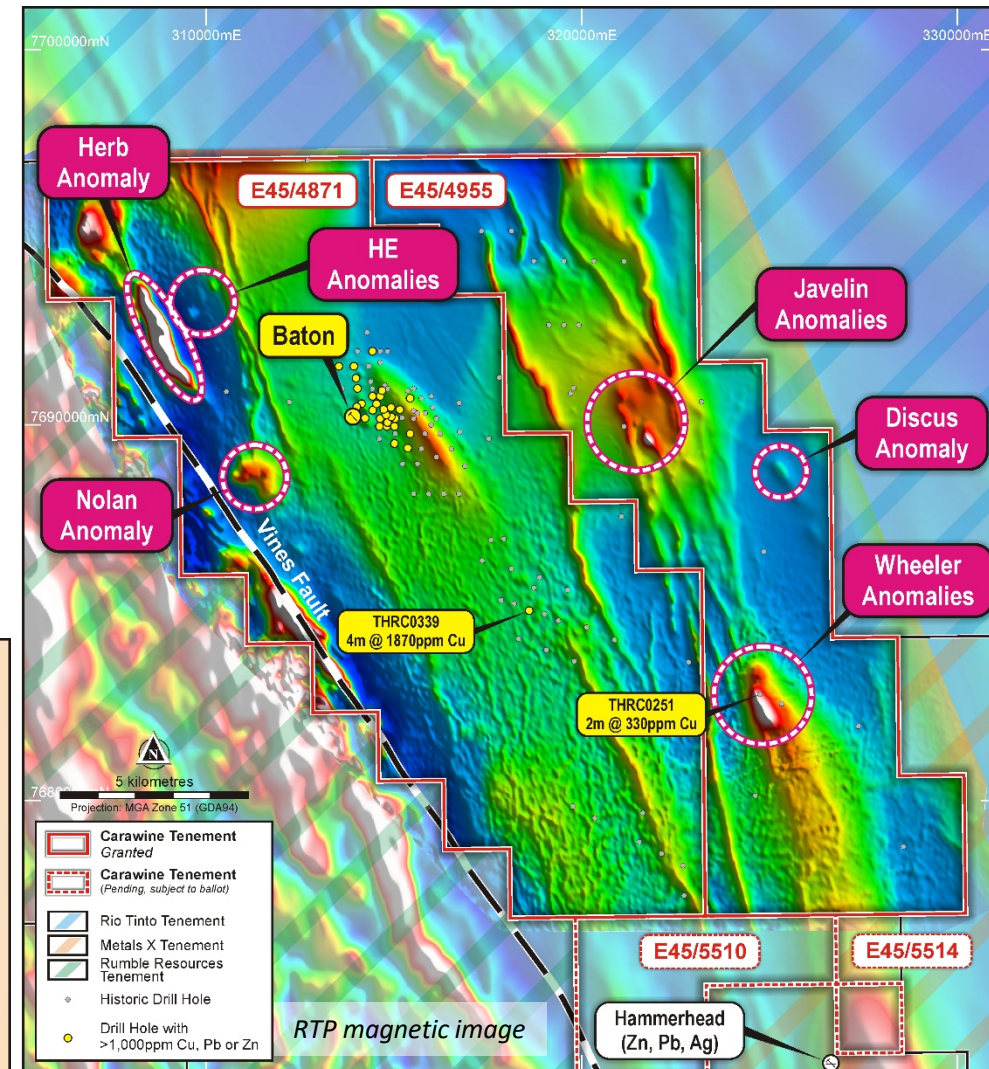 7700000mN
310000mE
320000mE
330000mE
Herb
Anomaly
E45/4871
E45/4955
HE
Anomalies
Javelin
Anomalies
Baton
7690000mN
Discus
Anomaly
Nolan
Anomaly
Vines Fault
Wheeler
Anomalies
THRC0339
4m @ 1870ppm Cu
THRC0251
2m @ 330ppm Cu
N
5 kilometres
Projection: MGA Zone 51 (GDA94)
Carawine Tenement
Granted
Carawine Tenement
(Pending, subject to ballot)
Rio Tinto Tenement
Metals X Tenement
Rumble Resources
Tenement
Historic Drill Hole
Drill Hole with
>1,000ppm Cu, Pb or Zn
RTP magnetic image
E45/5510
E45/5514
Hammerhead
(Zn, Pb, Ag)